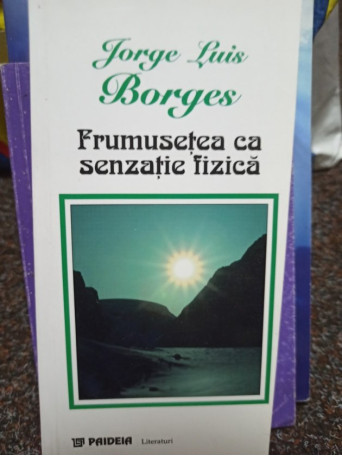 Jorge Luis
Borges
Frumusețea ca
senzație fizică
PAIDEIA Literaturi